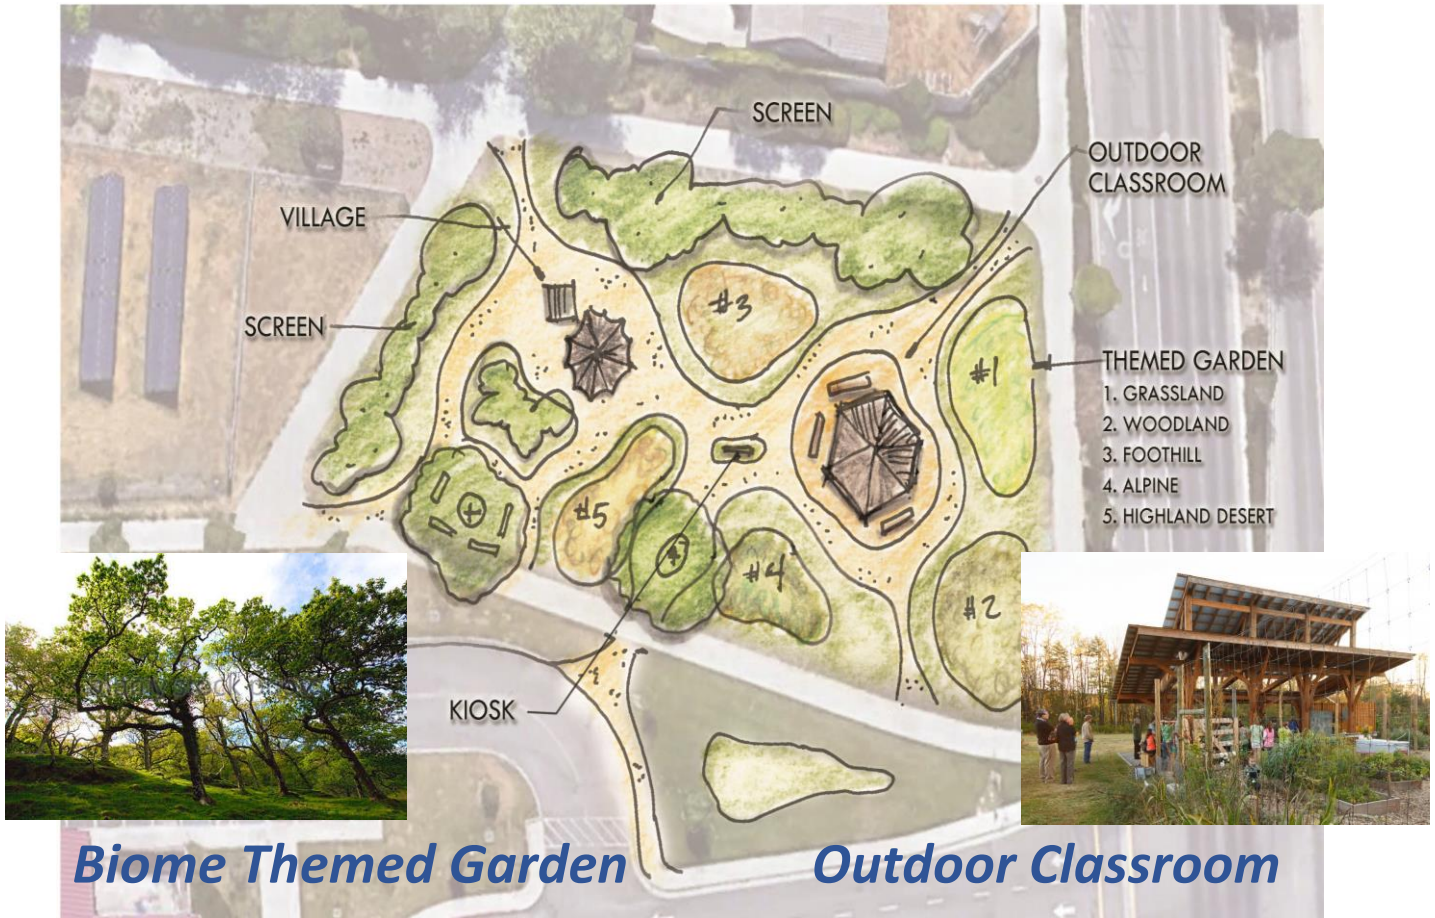 SCREEN
OUTDOOR
CLASSROOM
VILLAGE
SCREEN
#3
#1
THEMED GARDEN
1. GRASSLAND
2. WOODLAND
3. FOOTHILL
4. ALPINE
5. HIGHLAND DESERT
#5
#4
#2
KIOSK
Biome Themed Garden
Outdoor Classroom